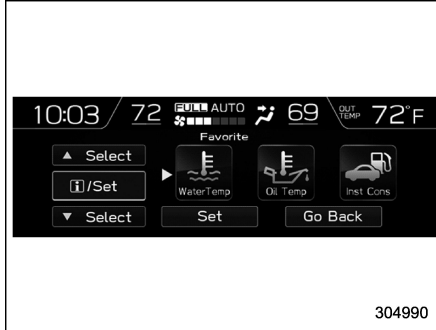 10:03 72 FULL AUTO 69 OUT TEMP 72°F
Favorite
▲ Select
i/Set
▼ Select
WaterTemp Oil Temp Inst Cons
Set Go Back
304990